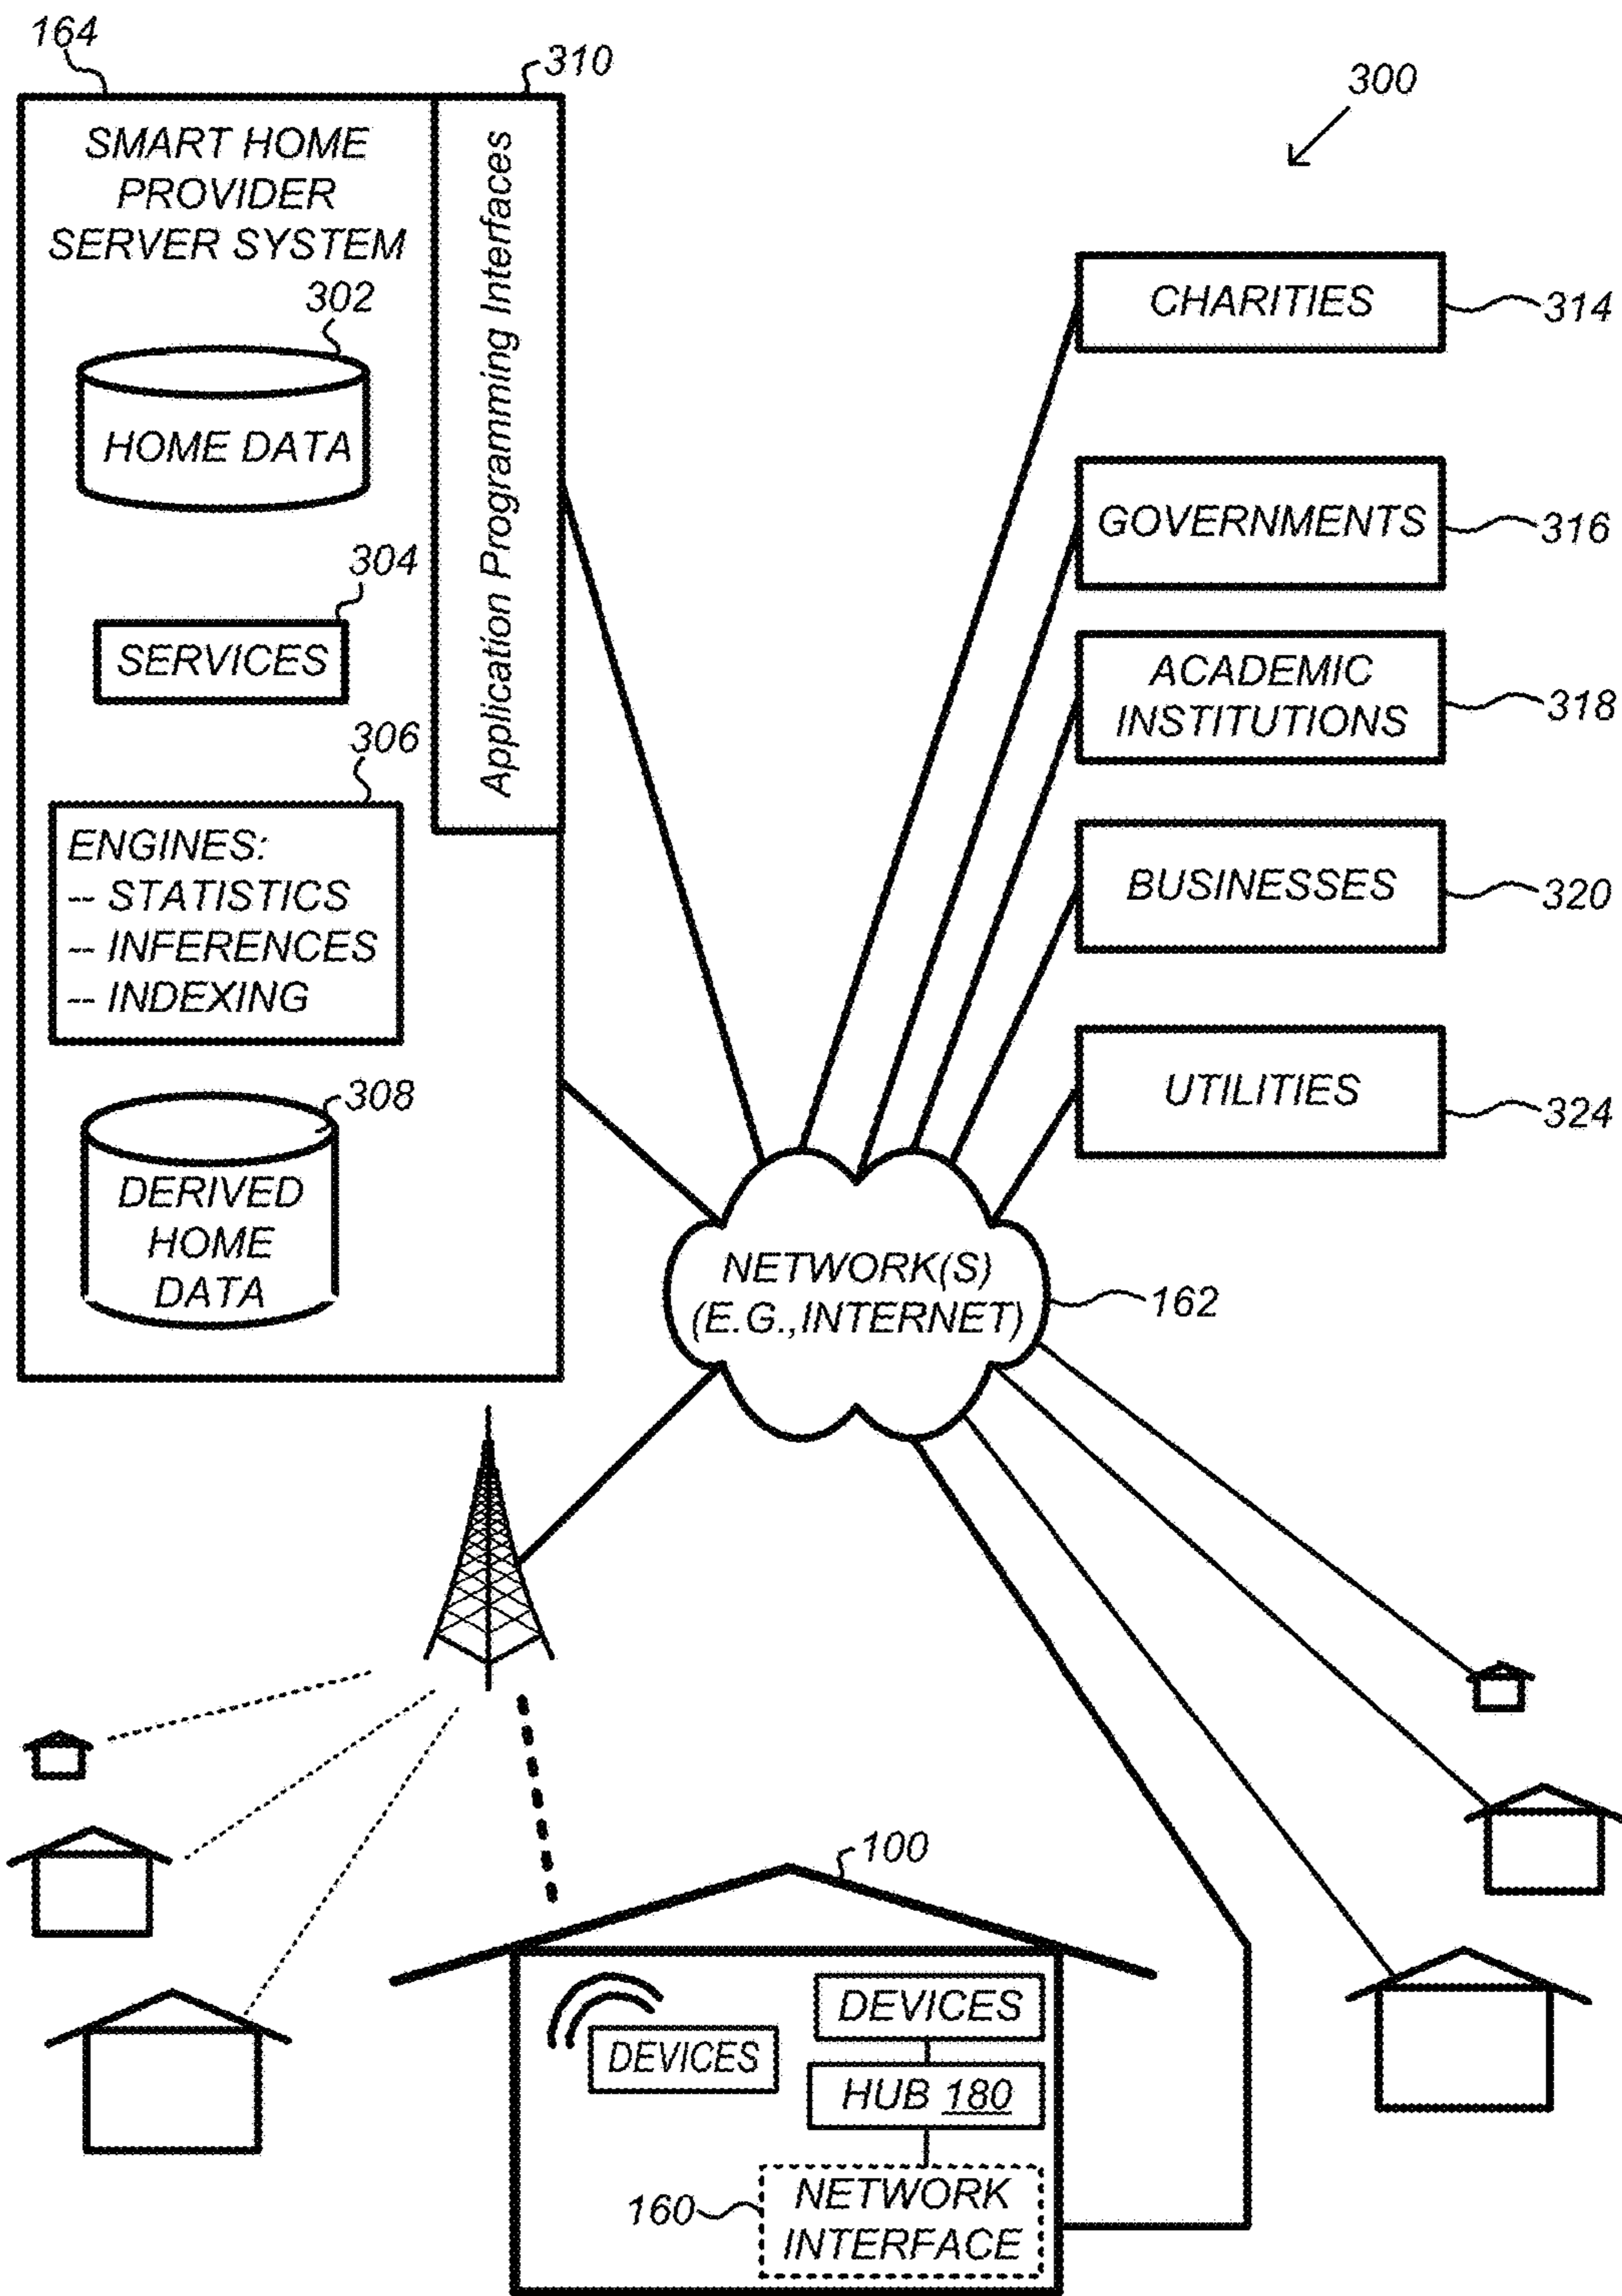 164
310
300
SMART HOME
PROVIDER
SERVER SYSTEM
Application Programming Interfaces
302
HOME DATA
304
SERVICES
306
ENGINES:
-- STATISTICS
-- INFERENCES
-- INDEXING
308
DERIVED
HOME
DATA
CHARITIES
314
GOVERNMENTS
316
ACADEMIC
INSTITUTIONS
318
BUSINESSES
320
UTILITIES
324
NETWORK(S)
(E.G.,INTERNET)
162
100
DEVICES
DEVICES
HUB 180
160
NETWORK
INTERFACE